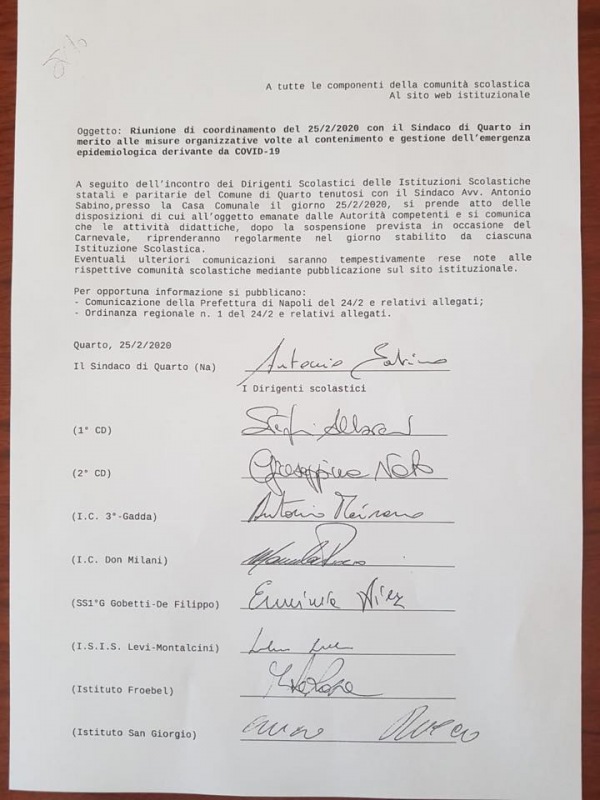 A tutte le componenti della comunità scolastica
Al sito web istituzionale
Oggetto: Riunione di coordinamento del 25/2/2020 con il Sindaco di Quarto in
merito alle misure organizzative volte al contenimento e gestione dell'emergenza
epidemiologica derivante da COVID-19
A seguito dell'incontro dei Dirigenti Scolastici delle Istituzioni Scolastiche
statali e paritarie del Comune di Quarto tenutosi con il Sindaco Avv. Antonio
Sabino,presso la Casa Comunale il giorno 25/2/2020, si prende atto delle
disposizioni di cui all'oggetto emanate dalle Autorità competenti e si comunica
che le attività didattiche, dopo la sospensione prevista in occasione del
Carnevale, riprenderanno regolarmente nel giorno stabilito da ciascuna
Istituzione Scolastica.
Eventuali ulteriori comunicazioni saranno tempestivamente rese note alle
rispettive comunità scolastiche mediante pubblicazione sul sito istituzionale.
Per opportuna informazione si pubblicano:
- Comunicazione della Prefettura di Napoli del 24/2 e relativi allegati;
- Ordinanza regionale n. 1 del 24/2 e relativi allegati.
Quarto, 25/2/2020
Il Sindaco di Quarto (Na) Antonio Sabino
I Dirigenti scolastici
(1° CD)
(2° CD) Giuseppina
(I.C. 3°-Gadda) Antonio
(I.C. Don Milani)
(SS1°G Gobetti-De Filippo)
(I.S.I.S. Levi-Montalcini)
(Istituto Froebel)
(Istituto San Giorgio)